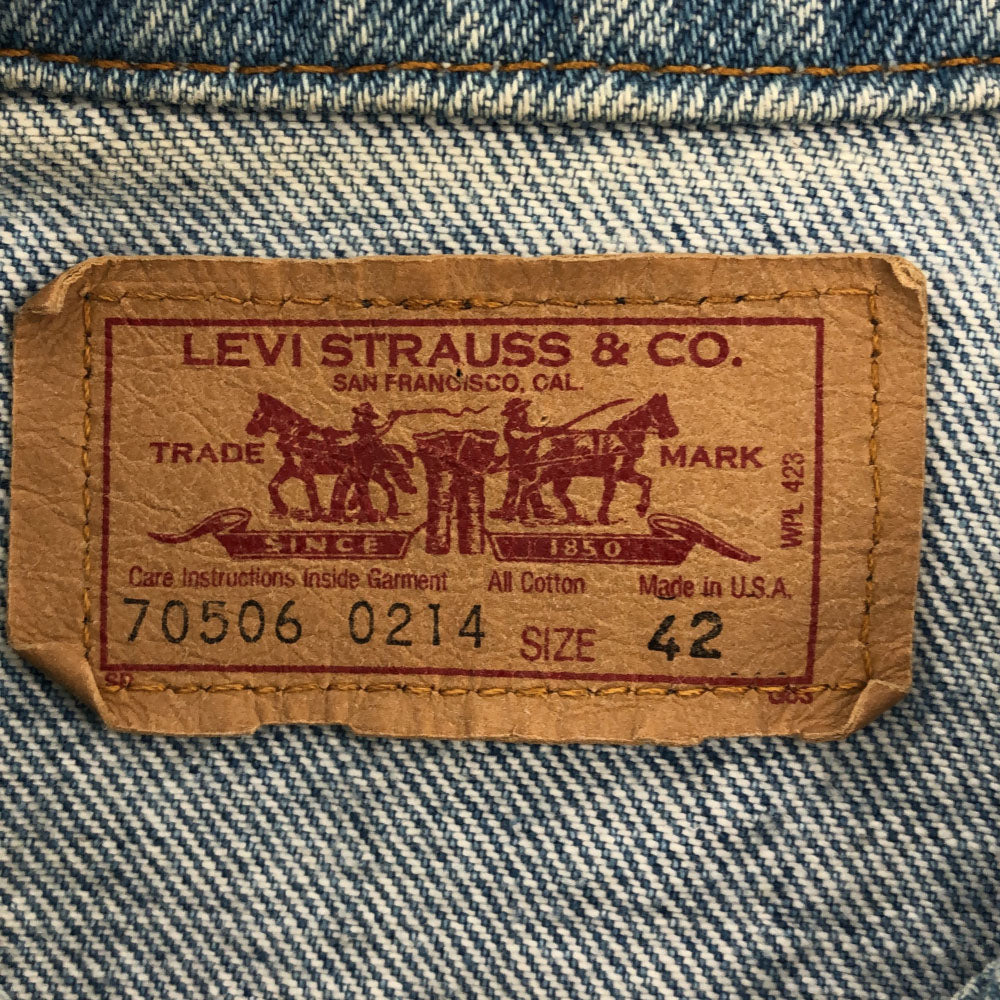 LEVI STRAUSS & CO.
SAN FRANCISCO, CAL.
TRADE MARK
WPL 423
SINCE 1850
Care Instructions Inside Garment All Cotton Made in U.S.A.
70506 0214 SIZE 42